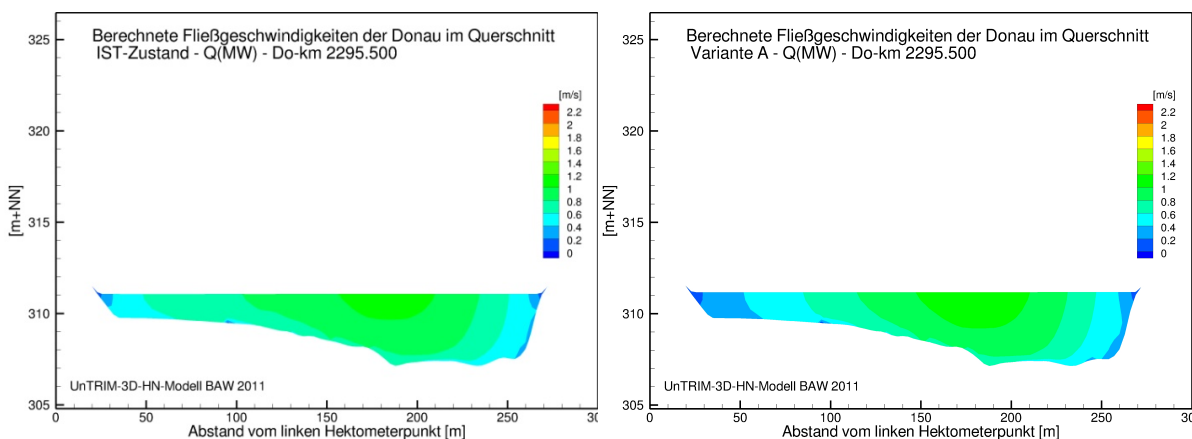 Berechnete Fließgeschwindigkeiten der Donau im Querschnitt
IST-Zustand - Q(MW) - Do-km 2295.500
[m/s]
2.2
2
1.8
1.6
1.4
1.2
1
0.8
0.6
0.4
0.2
0
325
320
315
310
305
[m+NN]
UnTRIM-3D-HN-Modell BAW 2011
0 50 100 150 200 250 30
Abstand vom linken Hektometerpunkt [m]
Berechnete Fließgeschwindigkeiten der Donau im Querschnitt
Variante A - Q(MW) - Do-km 2295.500
[m/s]
2.2
2
1.8
1.6
1.4
1.2
1
0.8
0.6
0.4
0.2
0
325
320
315
310
305
[m+NN]
UnTRIM-3D-HN-Modell BAW 2011
0 50 100 150 200 250 30
Abstand vom linken Hektometerpunkt [m]